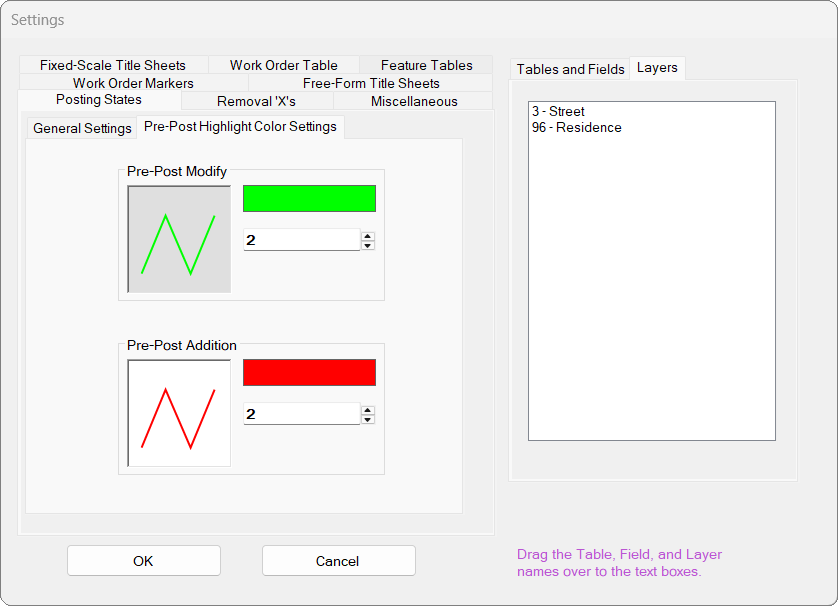 Settings
Fixed-Scale Title Sheets
Work Order Table
Feature Tables
Work Order Markers
Free-Form Title Sheets
Posting States
Removal 'X's
Miscellaneous
General Settings
Pre-Post Highlight Color Settings
Pre-Post Modify
2
Pre-Post Addition
2
OK
Cancel
Tables and Fields
Layers
3 - Street
96 - Residence
Drag the Table, Field, and Layer
names over to the text boxes.